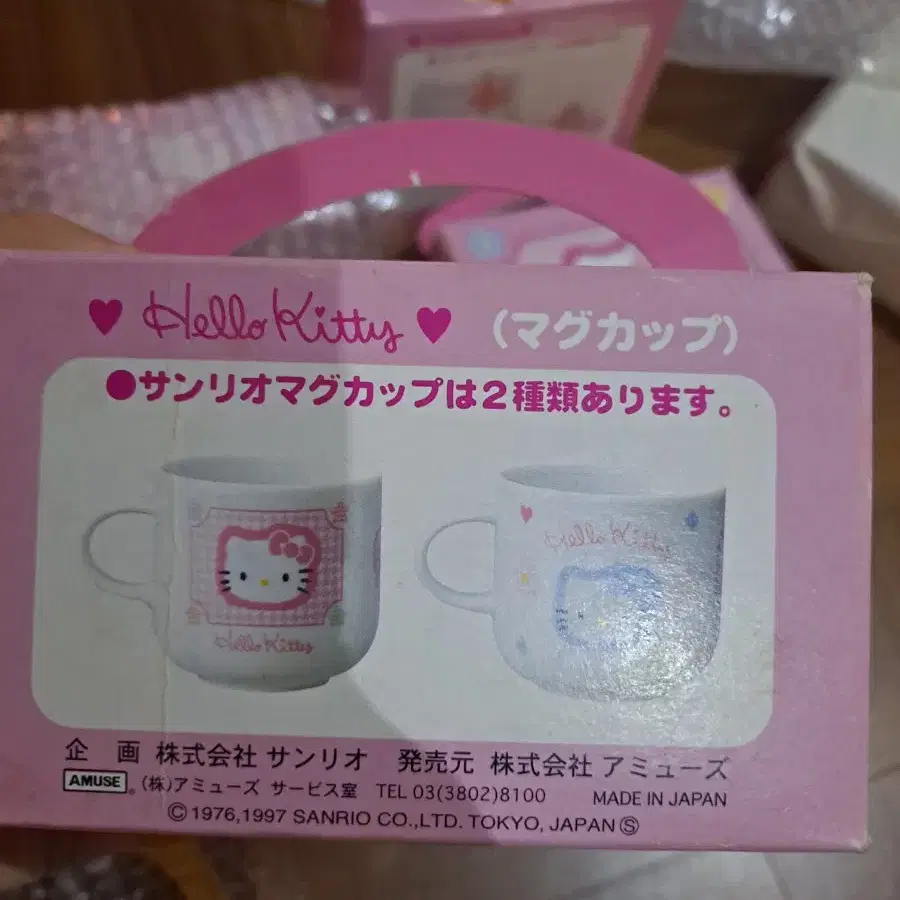 ♥ Hello Kitty ♥ (マグカップ)
●サンリオマグカップは2種類あります。
Hello Kitty
Hello Kitty
企画 株式会社 サンリオ 発売元 株式会社 アミューズ
AMUSE。(株)アミューズ サービス室 TEL 03(3802)8100 MADE IN JAPAN
©1976,1997 SANRIO CO.,LTD. TOKYO, JAPAN Ⓢ